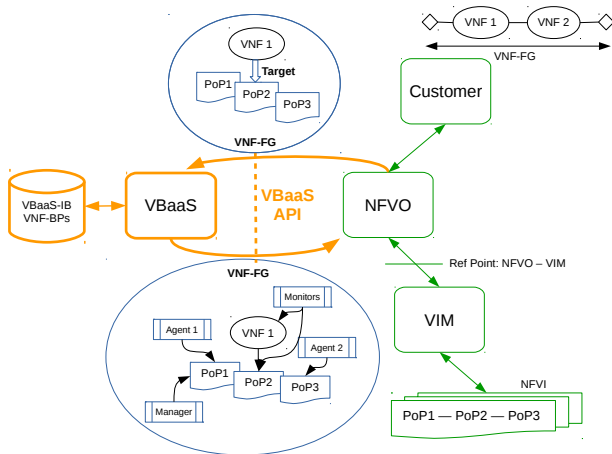 VNF 1
VNF 2
VNF-FG
VNF 1
Target
PoP1
PoP2
PoP3
VNF-FG
Customer
VBaaS-IB
VNF-BPs
VBaaS
VBaaS
API
NFVO
VNF-FG
Ref Point: NFVO – VIM
Monitors
Agent 1
VNF 1
Agent 2
PoP1
PoP2
PoP3
Manager
VIM
NFVI
PoP1 — PoP2 — PoP3